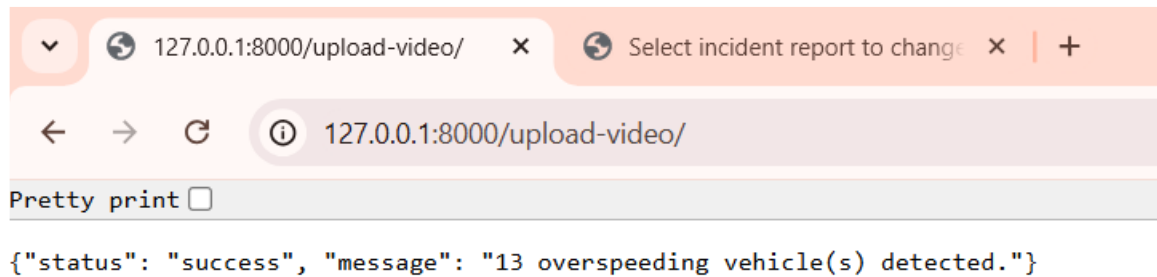 127.0.0.1:8000/upload-video/ Select incident report to change
127.0.0.1:8000/upload-video/
Pretty print
{"status": "success", "message": "13 overspeeding vehicle(s) detected."}